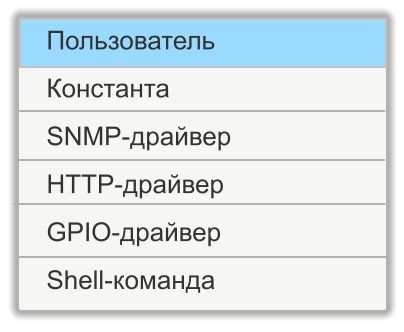 Пользователь
Константа
SNMP-драйвер
HTTP-драйвер
GPIO-драйвер
Shell-команда